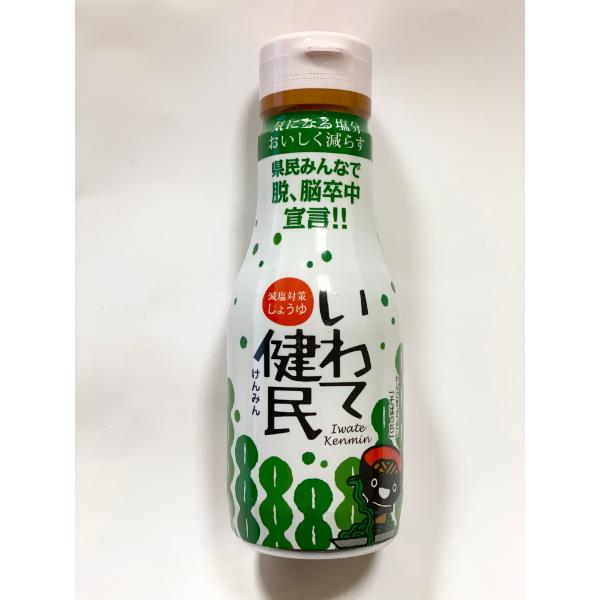 気になる塩分
おいしく減らす
県民みんなで
脱、脳卒中
宣言!!
減塩対策
しょうゆ
いわて
健民
けんみん
Iwate
Kenmin